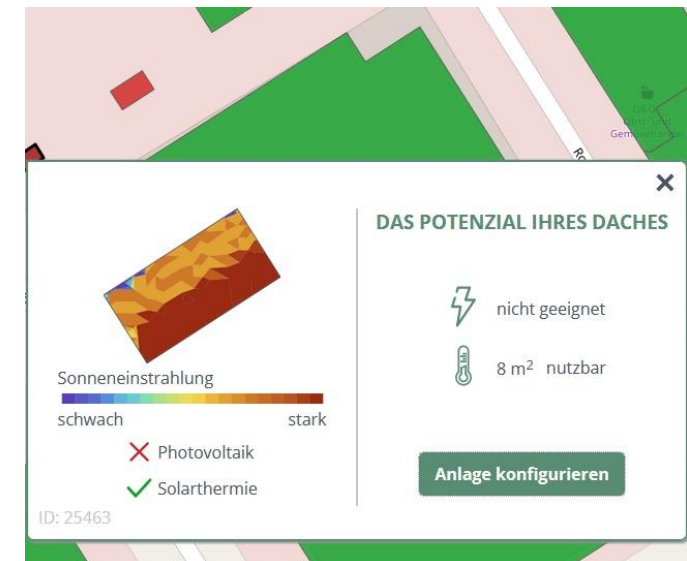 DAS POTENZIAL IHRES DACHES
nicht geeignet
8 m² nutzbar
Sonneneinstrahlung
schwach stark
Photovoltaik
Solarthermie
Anlage konfigurieren
ID: 25463